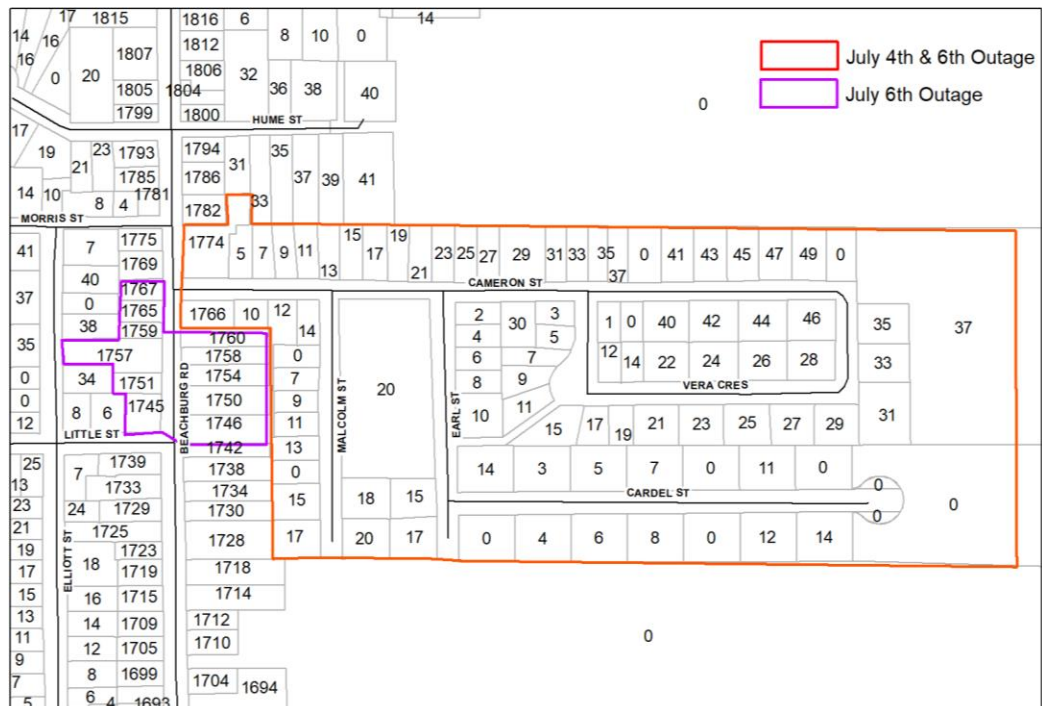 17 1815 1816 6 14
14 16 1807 1812 8 10 0
16 0 20 1806 32
1805 1804 36 38 40 0
1799 1800
HUME ST
July 4th & 6th Outage
July 6th Outage
17 19 23 1793 1794 35
21 1785 1786 31 37 39 41
14 10 8 4 1781 1782 33
MORRIS ST
41 7 1775 1774 5 7 9 11 13 15 17 19 21 23 25 27 29 31 33 35 37 0 41 43 45 47 49 0
1769
40 1767
CAMERON ST
37 0 1765 1766 10 12 2 30 3 1 0 40 42 44 46 35 37
38 1759 1760 14 4 5
35 1757 1758 0 6 7 12 14 22 24 26 28 33
0 34 1751 1754 7 20 8 9
VERA CRES
0 1745 1750 9 10 11 31
12 8 6 1746 11 15 17 19 21 23 25 27 29
LITTLE ST
BEACHBURG RD
MALCOLM ST
EARL ST
1742 13
25 7 1739 1738 0 14 3 5 7 0 11 0
13 1733 1734 0
23 24 1729 1730 15 18 15
CARDEL ST
0 0
21 1725 1728 17 20 17 0 4 6 8 0 12 14
19 18 1723
17 1719 1718
ELLIOTT ST
15 16 1715 1714
13 14 1709 1712
11 12 1705 1710 0
9 8 1699 1704 1694
7 6 4 1693
5